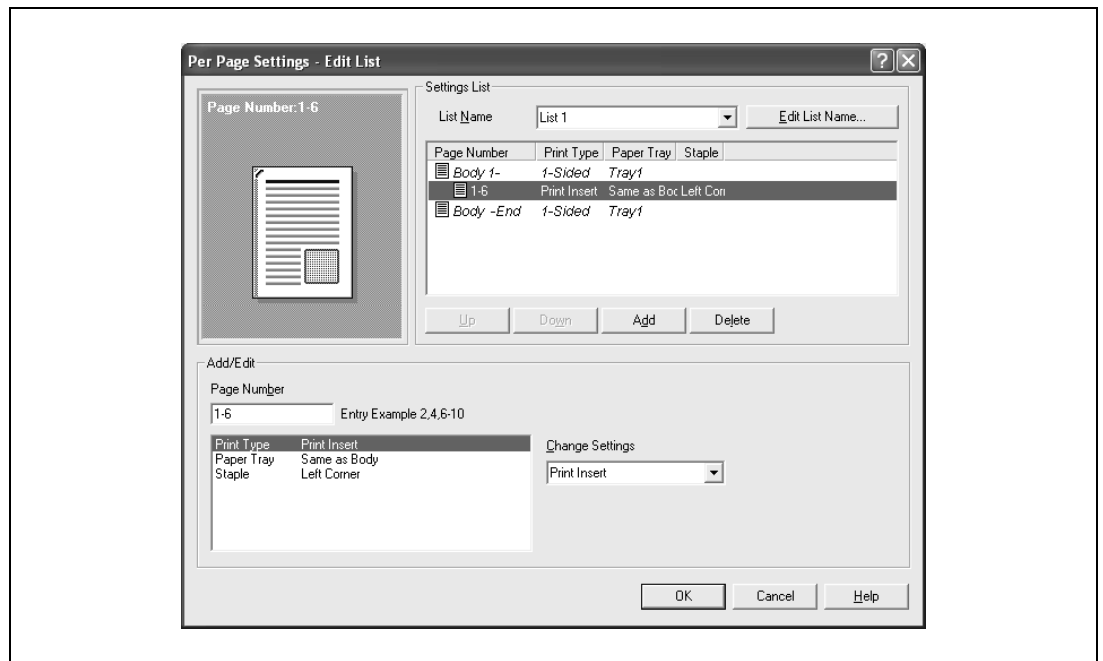 Per Page Settings - Edit List
Page Number:1-6
Settings List
List Name List 1 Edit List Name...
Page Number Print Type Paper Tray Staple
Body 1- 1-Sided Tray1
1-6 Print Insert Same as Boc Left Corr
Body -End 1-Sided Tray1
Up Down Add Delete
Add/Edit
Page Number
1-6 Entry Example 2,4,6-10
Print Type Print Insert
Paper Tray Same as Body
Staple Left Corner
Change Settings
Print Insert
OK Cancel Help